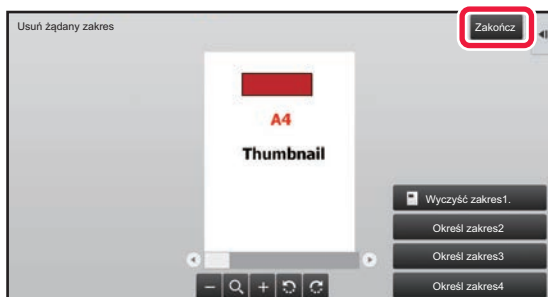 Usuń żądany zakres
Zakończ
A4
Thumbnail
Wyczyść zakres1.
Określ zakres2
Określ zakres3
Określ zakres4